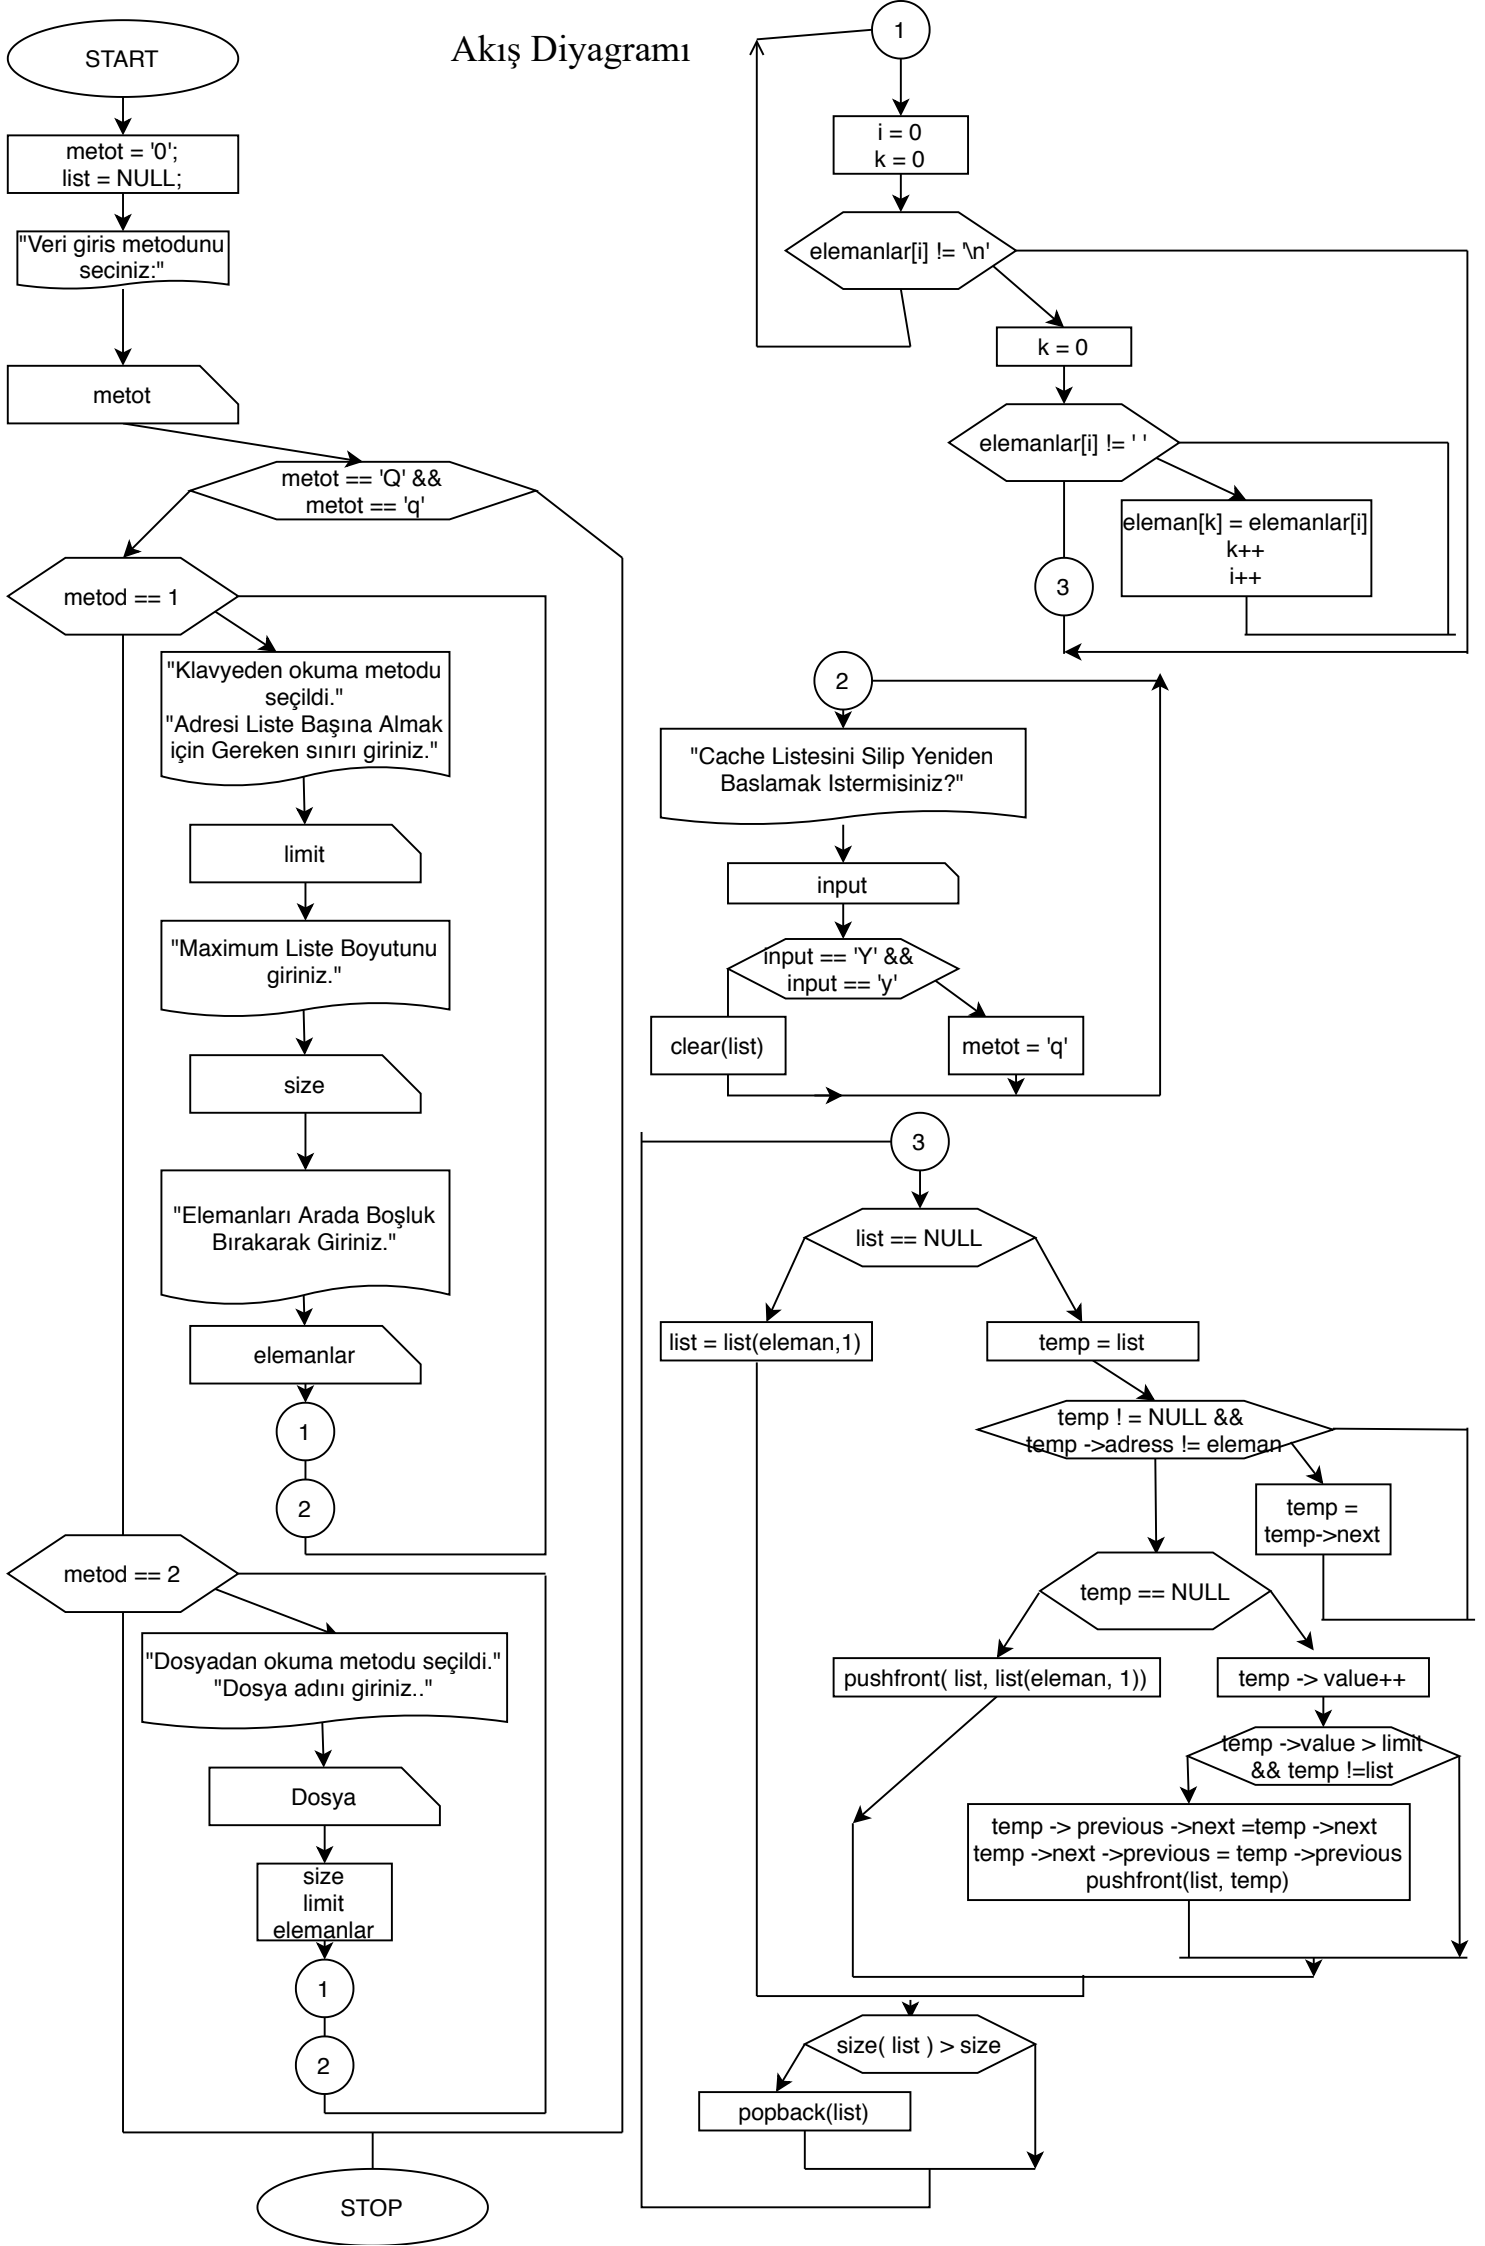 Akış Diyagramı
START
metot = '0';
list = NULL;
"Veri giris metodunu
seciniz:"
metot
metot == 'Q' &&
metot == 'q'
metod == 1
"Klavyeden okuma metodu
seçildi."
"Adresi Liste Başına Almak
için Gereken sınırı giriniz."
limit
"Maximum Liste Boyutunu
giriniz."
size
"Elemanları Arada Boşluk
Bırakarak Giriniz."
elemanlar
1
2
metod == 2
"Dosyadan okuma metodu seçildi."
"Dosya adını giriniz.."
Dosya
size
limit
elemanlar
1
2
STOP
1
i = 0
k = 0
elemanlar[i] != '\n'
k = 0
elemanlar[i] != ' '
eleman[k] = elemanlar[i]
k++
i++
3
2
"Cache Listesini Silip Yeniden
Baslamak Istermisiniz?"
input
input == 'Y' &&
input == 'y'
clear(list)
metot = 'q'
3
list == NULL
list = list(eleman,1)
temp = list
temp ! = NULL &&
temp ->adress != eleman
temp =
temp->next
temp == NULL
pushfront( list, list(eleman, 1))
temp -> value++
temp ->value > limit
&& temp !=list
temp -> previous ->next =temp ->next
temp ->next ->previous = temp ->previous
pushfront(list, temp)
size( list ) > size
popback(list)